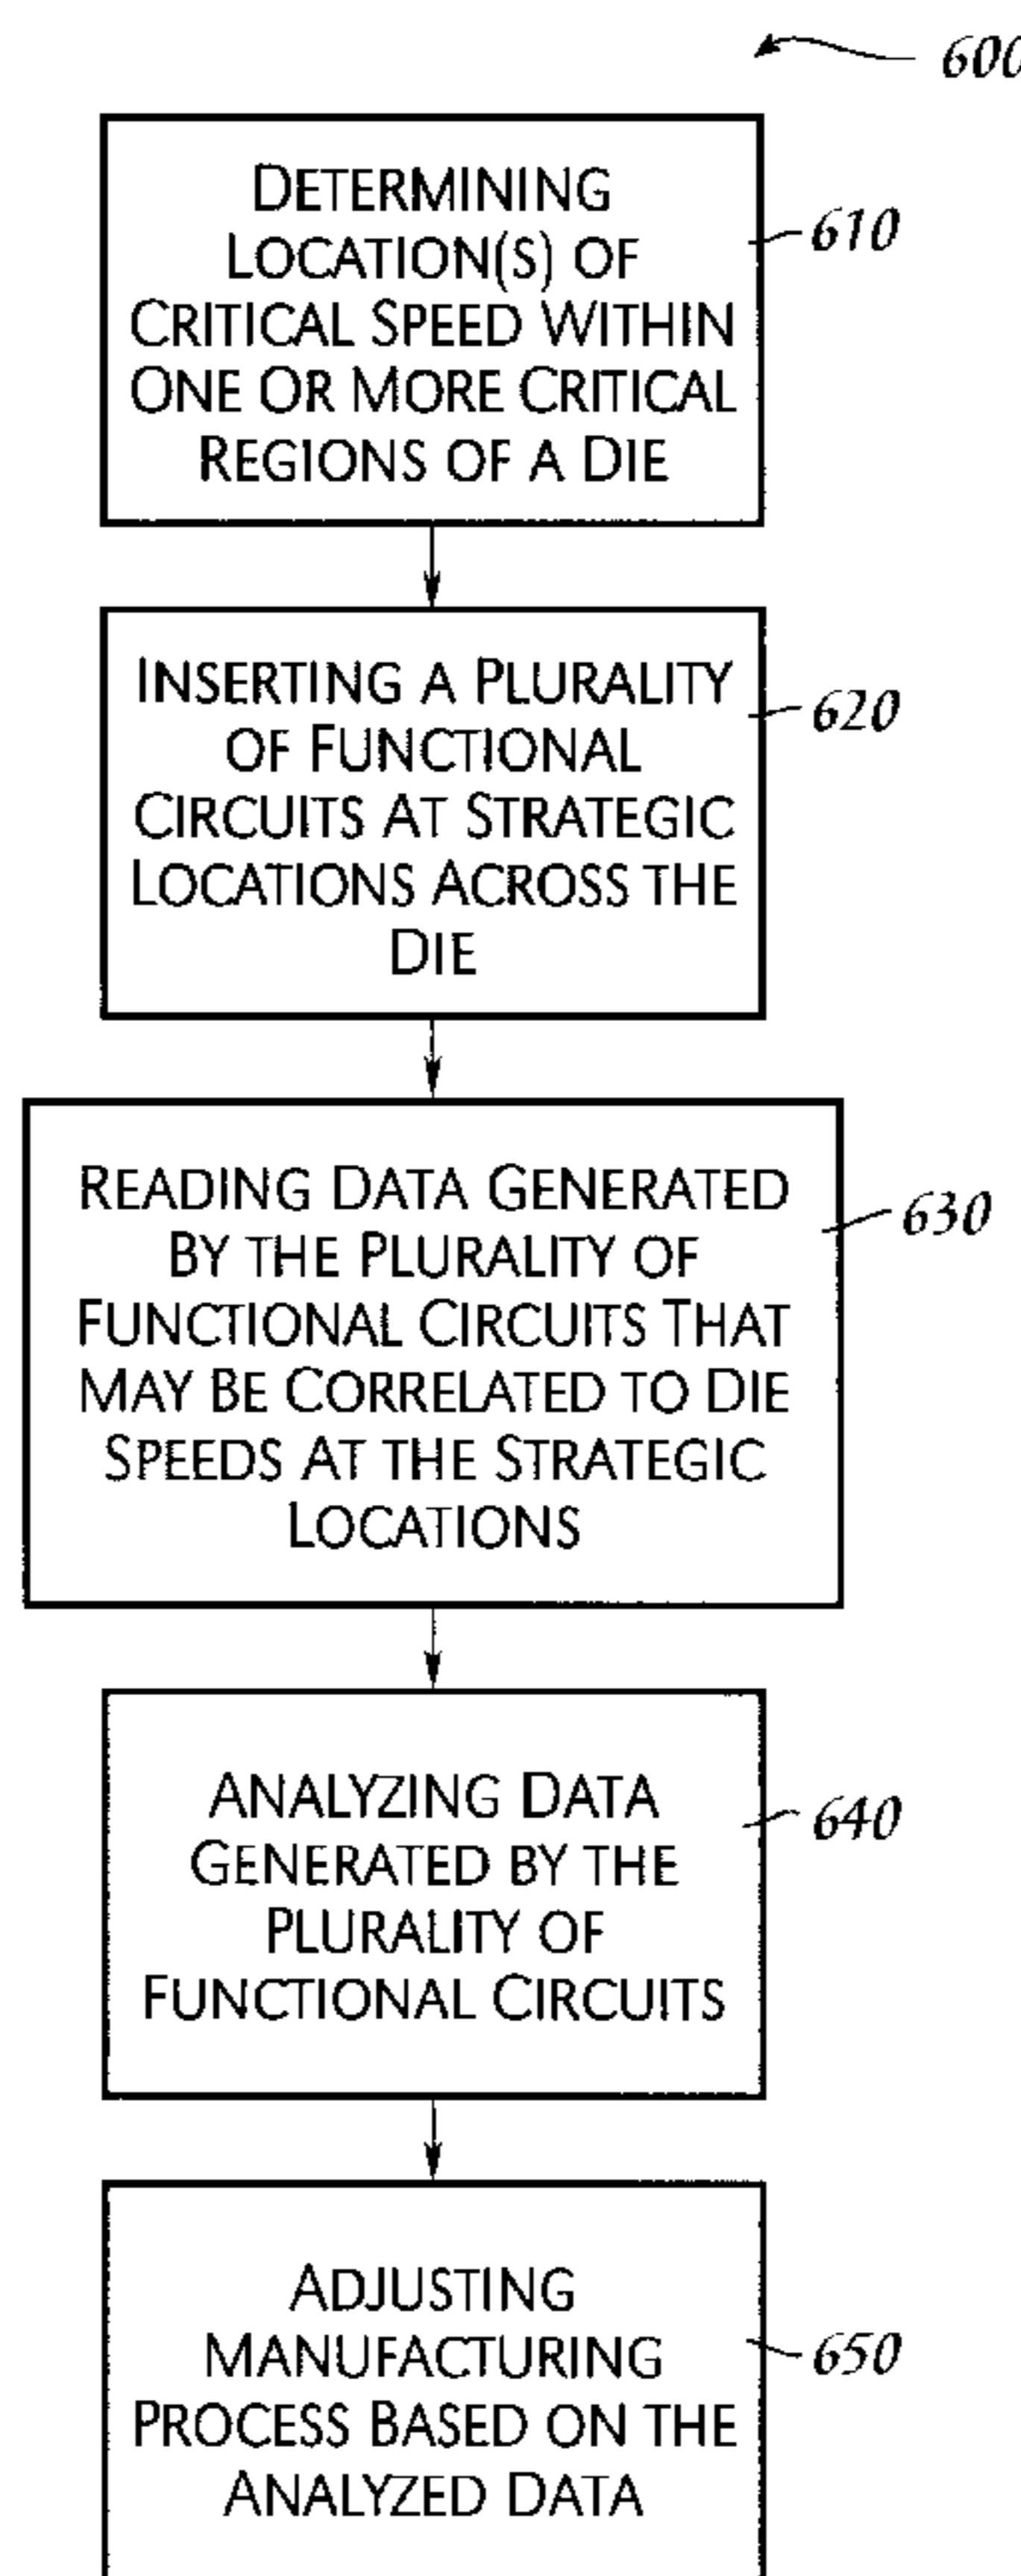 600
DETERMINING
LOCATION(S) OF
CRITICAL SPEED WITHIN
ONE OR MORE CRITICAL
REGIONS OF A DIE
610
INSERTING A PLURALITY
OF FUNCTIONAL
CIRCUITS AT STRATEGIC
LOCATIONS ACROSS THE
DIE
620
READING DATA GENERATED
BY THE PLURALITY OF
FUNCTIONAL CIRCUITS THAT
MAY BE CORRELATED TO DIE
SPEEDS AT THE STRATEGIC
LOCATIONS
630
ANALYZING DATA
GENERATED BY THE
PLURALITY OF
FUNCTIONAL CIRCUITS
640
ADJUSTING
MANUFACTURING
PROCESS BASED ON THE
ANALYZED DATA
650